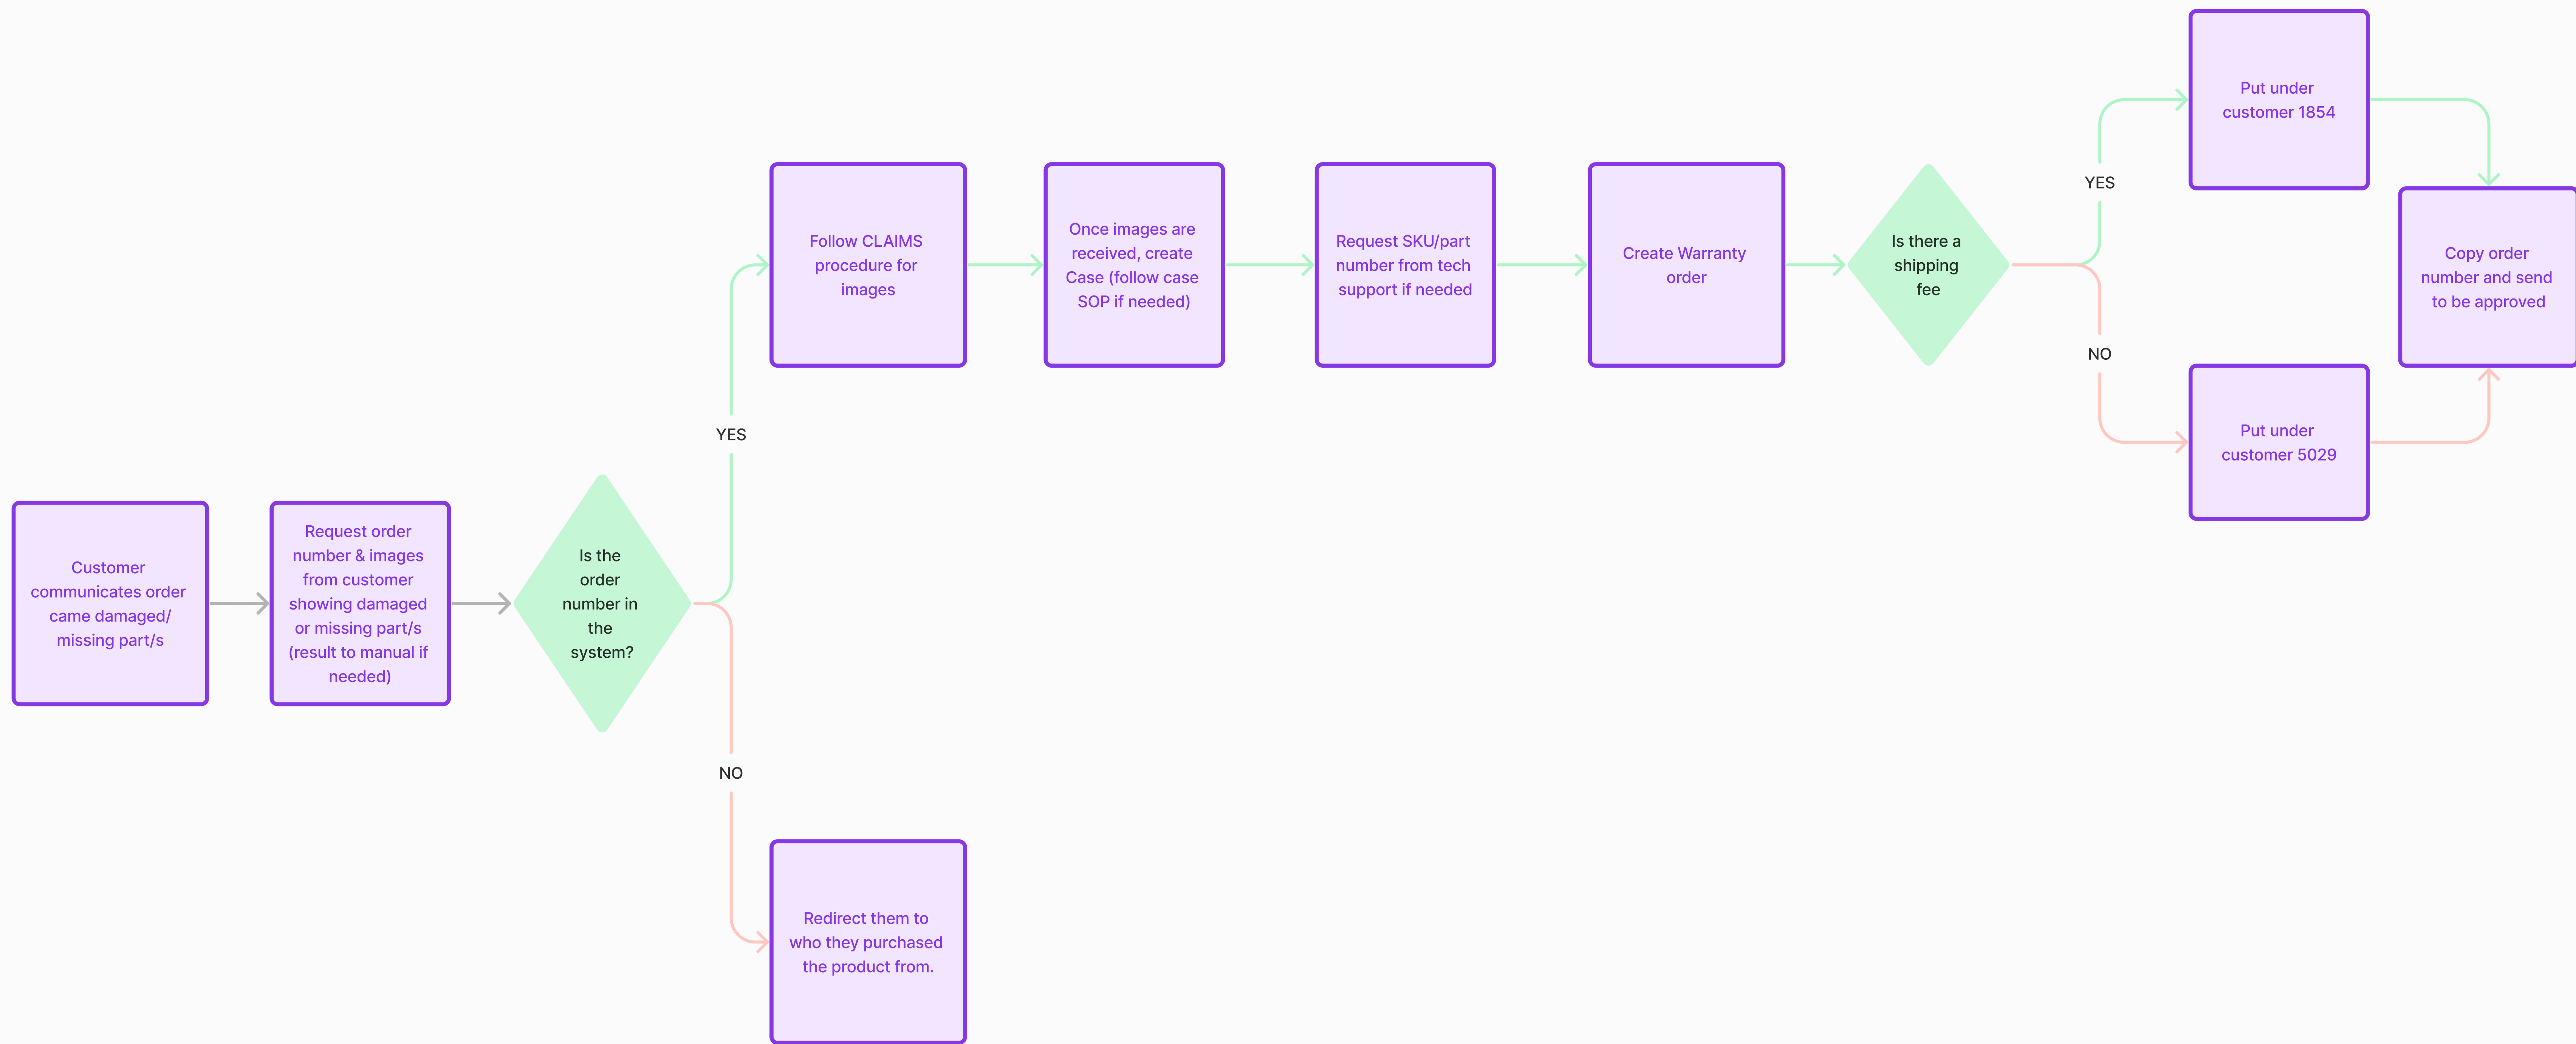 Customer
communicates order
came damaged/
missing part/s
Request order
number & images
from customer
showing damaged
or missing part/s
(result to manual if
needed)
Is the
order
number in
the
system?
YES
Follow CLAIMS
procedure for
images
Once images are
received, create
Case (follow case
SOP if needed)
Request SKU/part
number from tech
support if needed
Create Warranty
order
Is there a
shipping
fee
YES
Put under
customer 1854
NO
Put under
customer 5029
Copy order
number and send
to be approved
NO
Redirect them to
who they purchased
the product from.